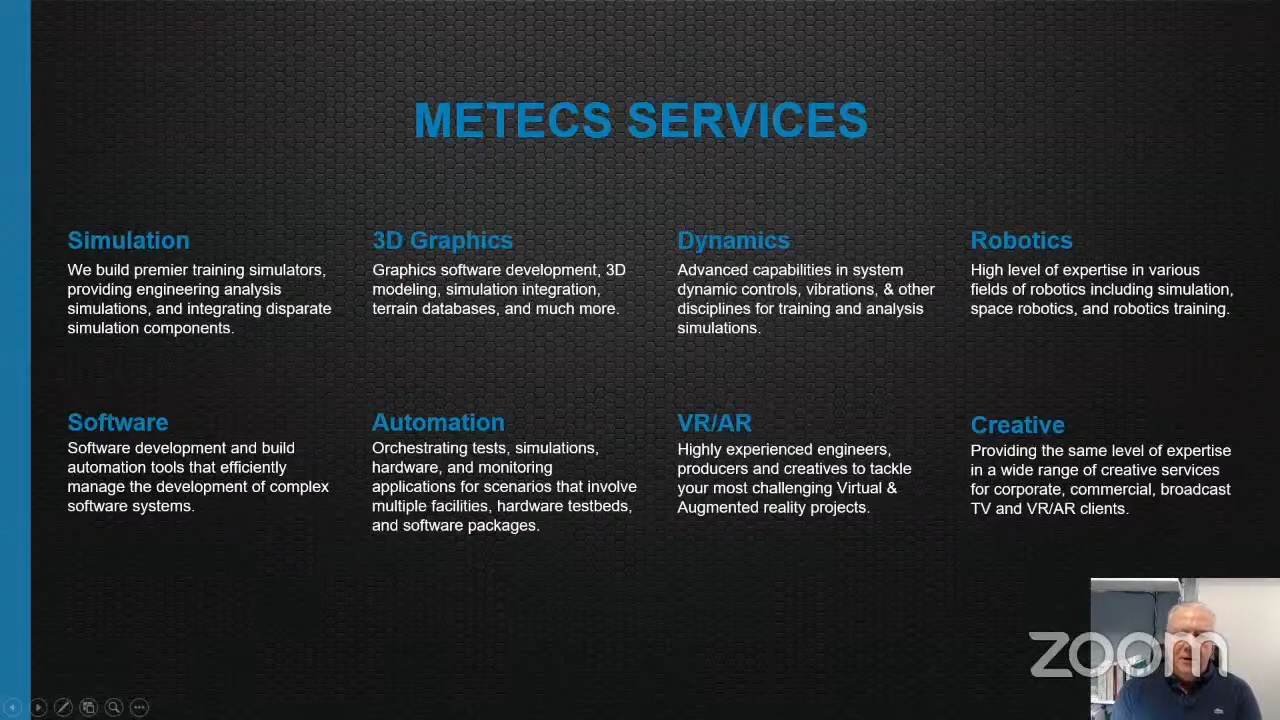 METECS SERVICES
Simulation
We build premier training simulators,
providing engineering analysis
simulations, and integrating disparate
simulation components.
3D Graphics
Graphics software development, 3D
modeling, simulation integration,
terrain databases, and much more.
Dynamics
Advanced capabilities in system
dynamic controls, vibrations, & other
disciplines for training and analysis
simulations.
Robotics
High level of expertise in various
fields of robotics including simulation,
space robotics, and robotics training.
Software
Software development and build
automation tools that efficiently
manage the development of complex
software systems.
Automation
Orchestrating tests, simulations,
hardware, and monitoring
applications for scenarios that involve
multiple facilities, hardware testbeds,
and software packages.
VR/AR
Highly experienced engineers,
producers and creatives to tackle
your most challenging Virtual &
Augmented reality projects.
Creative
Providing the same level of expertise
in a wide range of creative services
for corporate, commercial, broadcast
TV and VR/AR clients.
zoom